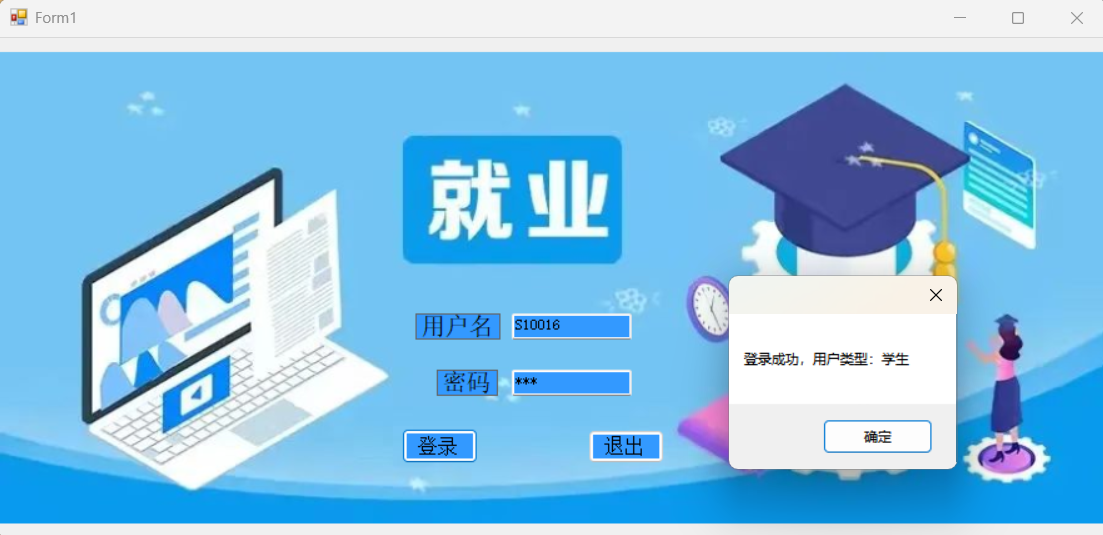 Form1
就业
用户名 S10016
密码 ***
登录 退出
登录成功，用户类型：学生
确定